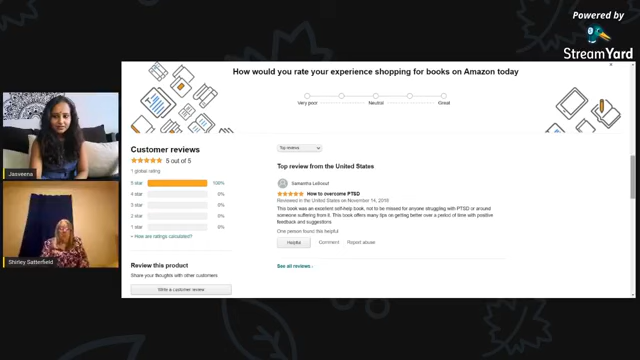 Powered by
StreamYard
How would you rate your experience shopping for books on Amazon today
Very poor
Neutral
Great
Customer reviews
5 out of 5
1 global rating
5 star 100%
4 star 0%
3 star 0%
2 star 0%
1 star 0%
How are ratings calculated?
Review this product
Share your thoughts with other customers
Write a customer review
Top reviews
Top review from the United States
Samantha Leboeuf
How to overcome PTSD
Reviewed in the United States on November 14, 2018
This book was an excellent self-help book, not to be missed for anyone struggling with PTSD or around
someone suffering from it. This book offers many tips on getting better over a period of time with positive
feedback and suggestions
One person found this helpful
Helpful
Comment
Report abuse
See all reviews
Jasveena
Shirley Satterfield